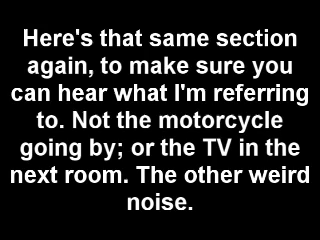 Here's that same section
again, to make sure you
can hear what I'm referring
to. Not the motorcycle
going by; or the TV in the
next room. The other weird
noise.